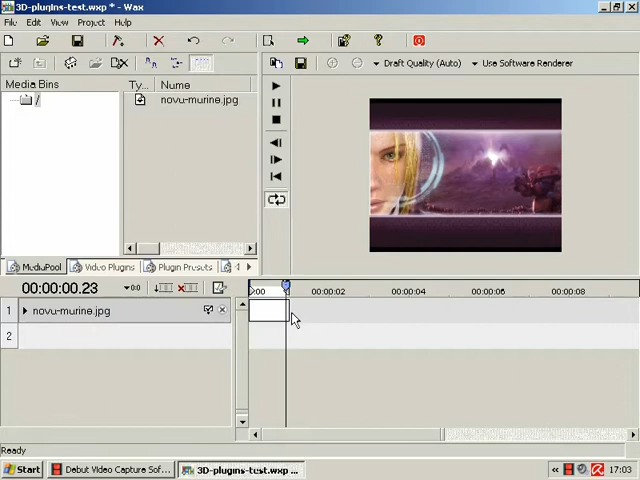 3D-plugins-test.wxp * - Wax
File Edit View Project Help
Draft Quality (Auto) Use Software Renderer
Media Bins
/
Ty... Nume
novu-murine.jpg
MediaPool Video Plugins Plugin Presets
00:00:00.23
:0:0
:00 00:00:02 00:00:04 00:00:06 00:00:08
1 novu-murine.jpg
2
Ready
Start Debut Video Capture Sof... 3D-plugins-test.wxp ... « 17:03